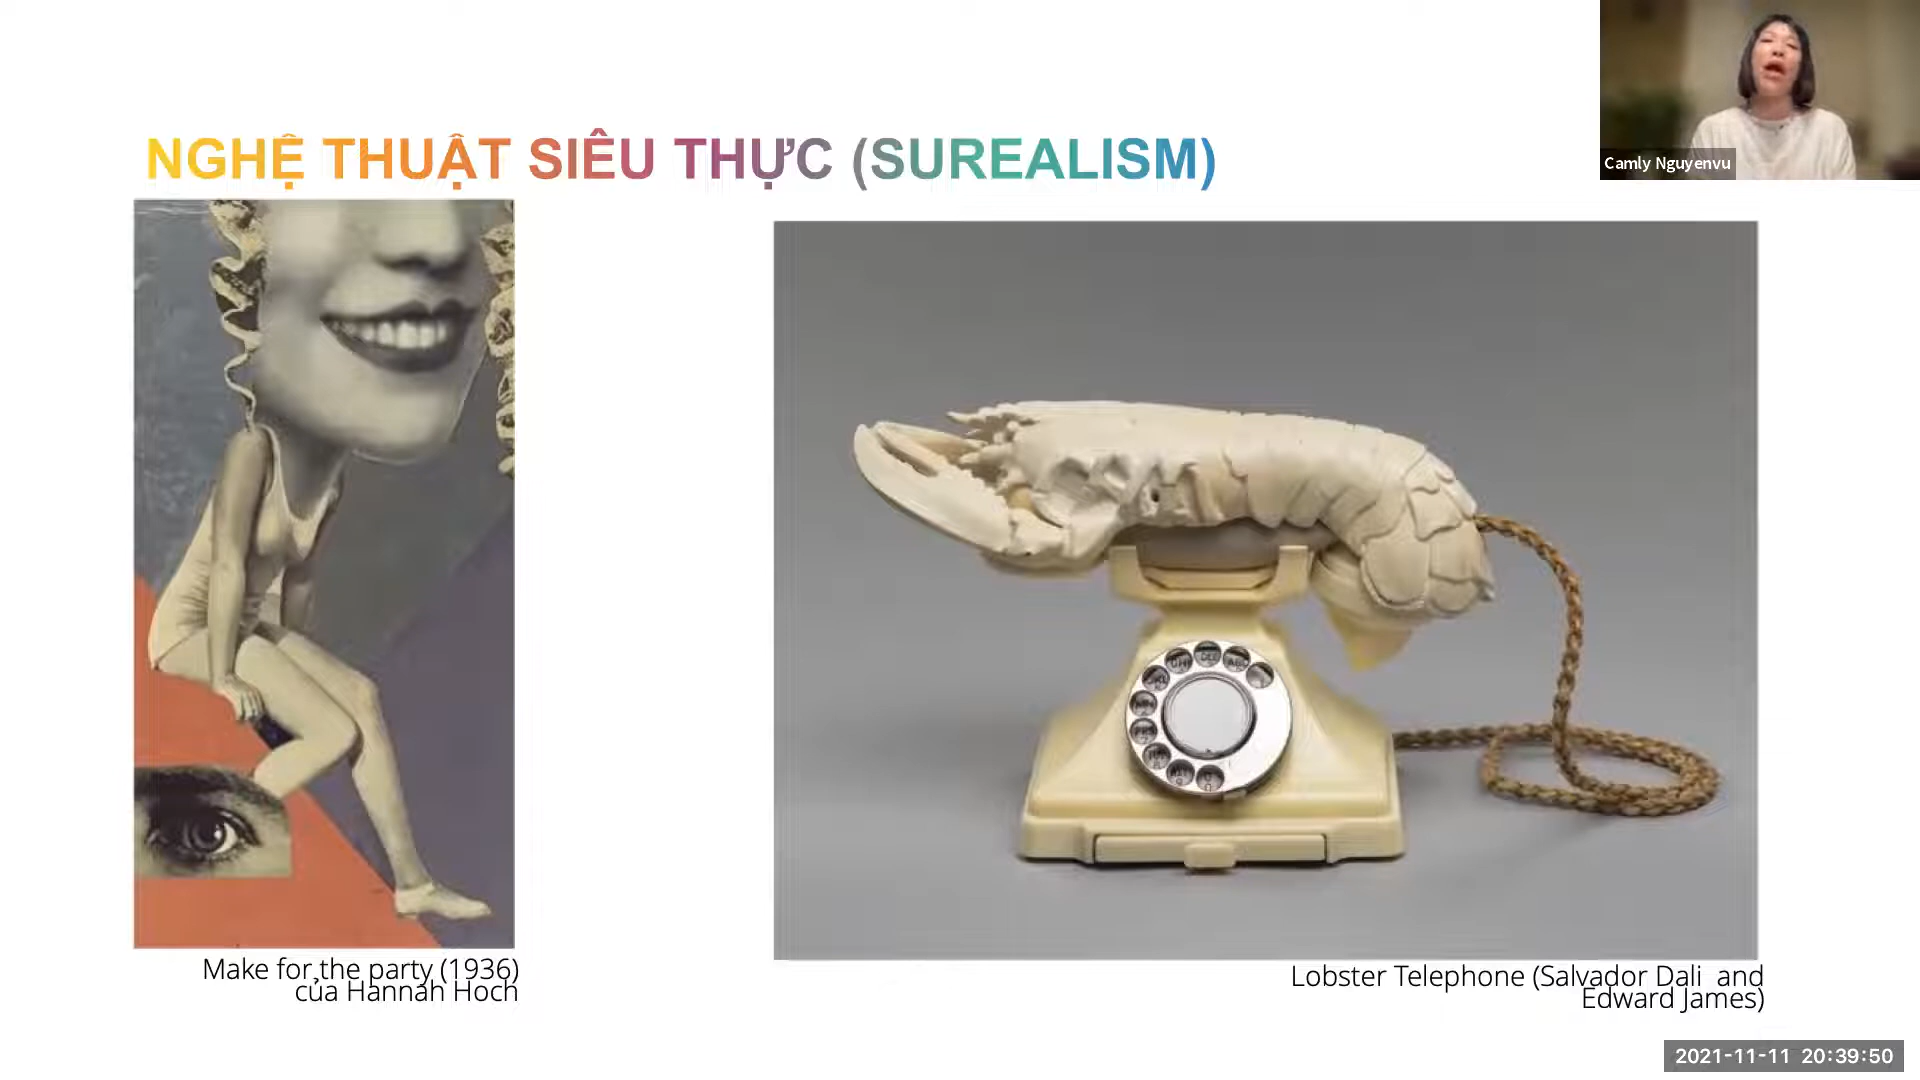 NGHỆ THUẬT SIÊU THỰC (SUREALISM)
Camly Nguyenvu
Make for the party (1936)
của Hannah Hoch
Lobster Telephone (Salvador Dali and
Edward James)
2021-11-11 20:39:50